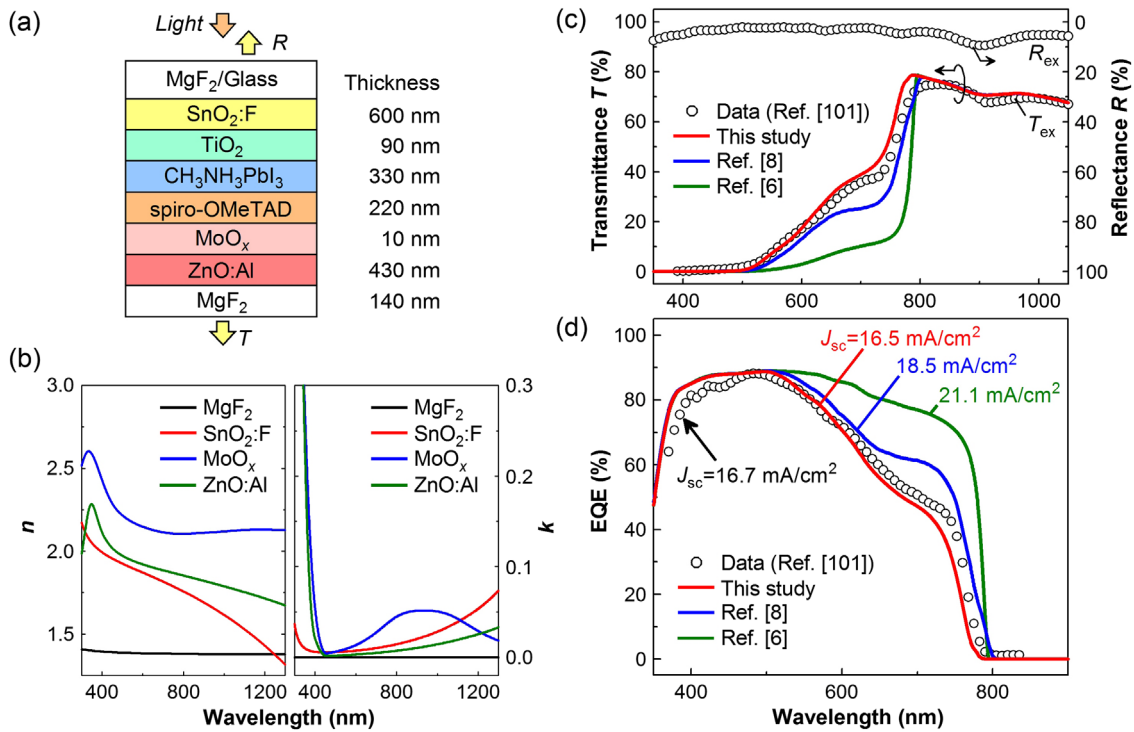 (a)
Light
R
MgF2/Glass
Thickness
SnO2:F 600 nm
TiO2 90 nm
CH3NH3PbI3 330 nm
spiro-OMeTAD 220 nm
MoOx 10 nm
ZnO:Al 430 nm
MgF2 140 nm
T
(b)
3.0
2.5
2.0
1.5
n
MgF2
SnO2:F
MoOx
ZnO:Al
400 800 1200
MgF2
SnO2:F
MoOx
ZnO:Al
0.3
0.2
0.1
0.0
k
400 800 1200
Wavelength (nm)
(c)
100
80
60
40
20
0
Transmittance T (%)
Data (Ref. [101])
This study
Ref. [8]
Ref. [6]
Rex
Tex
0
20
40
60
80
100
Reflectance R (%)
400 600 800 1000
Wavelength (nm)
(d)
100
80
60
40
80
0
EQE (%)
Jsc=16.5 mA/cm2
18.5 mA/cm2
21.1 mA/cm2
Jsc=16.7 mA/cm2
Data (Ref. [101])
This study
Ref. [8]
Ref. [6]
400 600 800
Wavelength (nm)